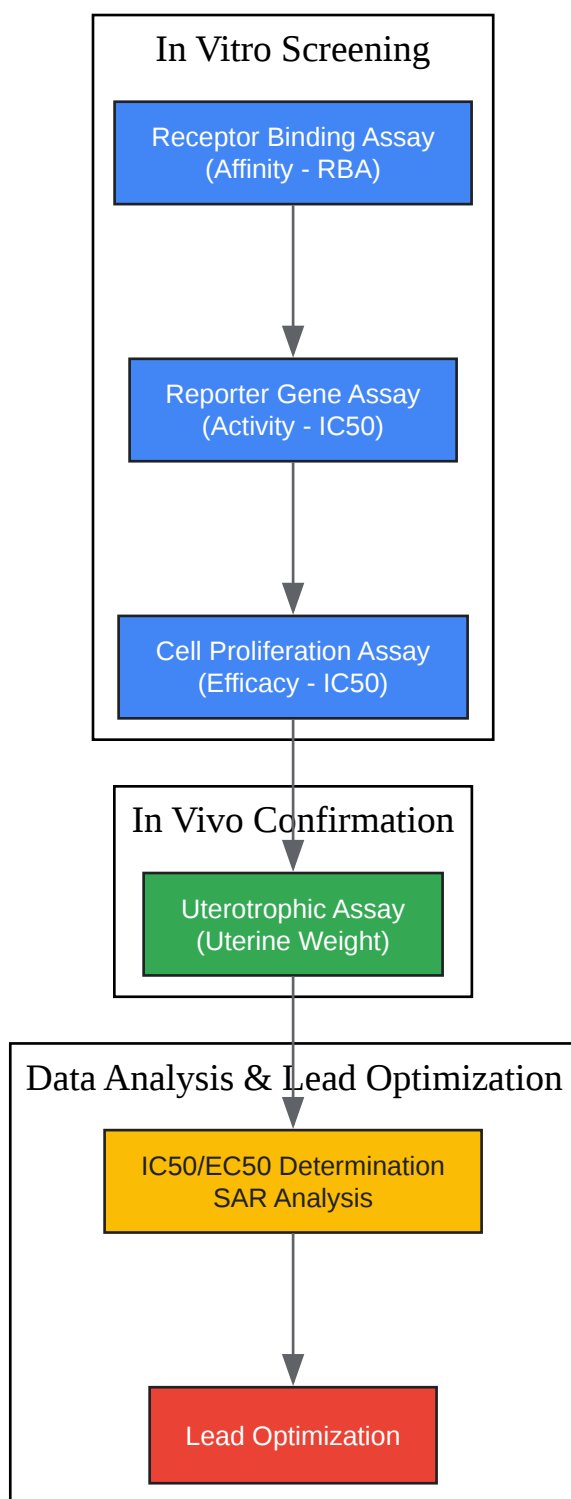 In Vitro Screening
Receptor Binding Assay
(Affinity - RBA)
Reporter Gene Assay
(Activity - IC50)
Cell Proliferation Assay
(Efficacy - IC50)
In Vivo Confirmation
Uterotrophic Assay
(Uterine Weight)
Data Analysis & Lead Optimization
IC50/EC50 Determination
SAR Analysis
Lead Optimization